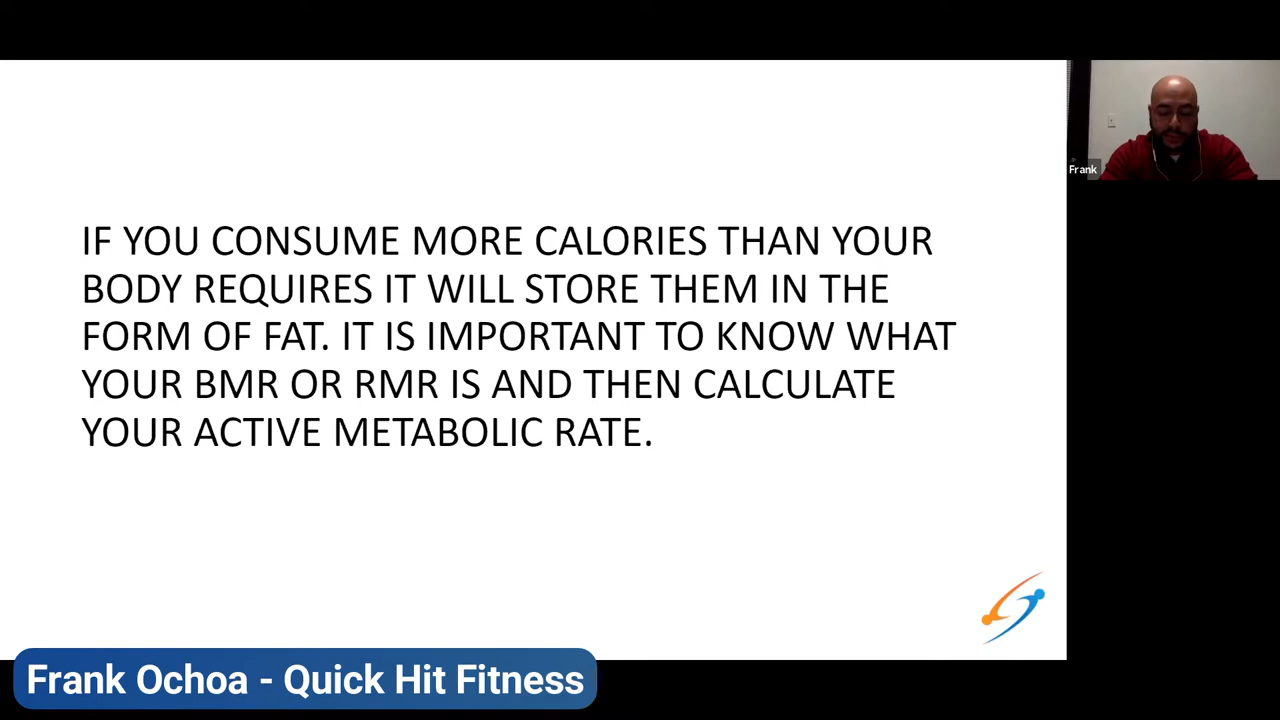 IF YOU CONSUME MORE CALORIES THAN YOUR
BODY REQUIRES IT WILL STORE THEM IN THE
FORM OF FAT. IT IS IMPORTANT TO KNOW WHAT
YOUR BMR OR RMR IS AND THEN CALCULATE
YOUR ACTIVE METABOLIC RATE.
Frank
Frank Ochoa - Quick Hit Fitness